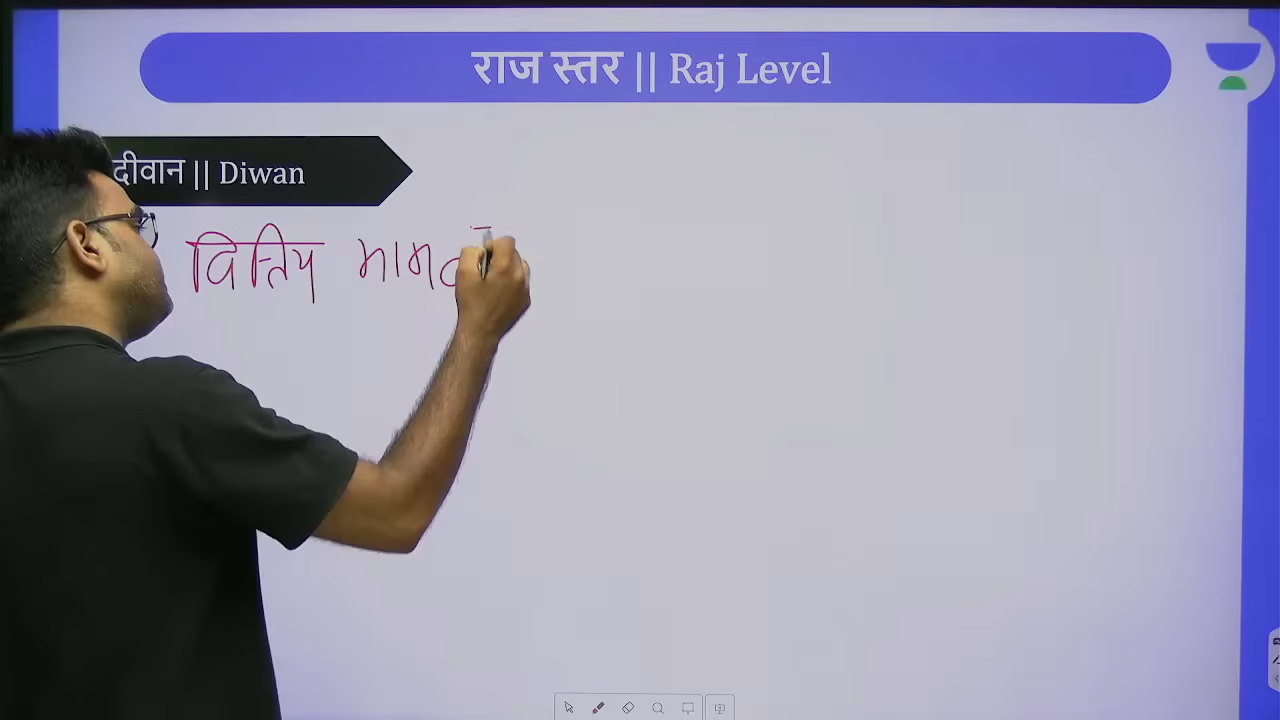 राज स्तर || Raj Level
दीवान || Diwan
वित्तिय